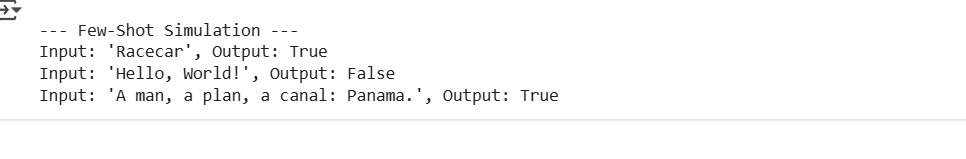 --- Few-Shot Simulation ---
Input: 'Racecar', Output: True
Input: 'Hello, World!', Output: False
Input: 'A man, a plan, a canal: Panama.', Output: True